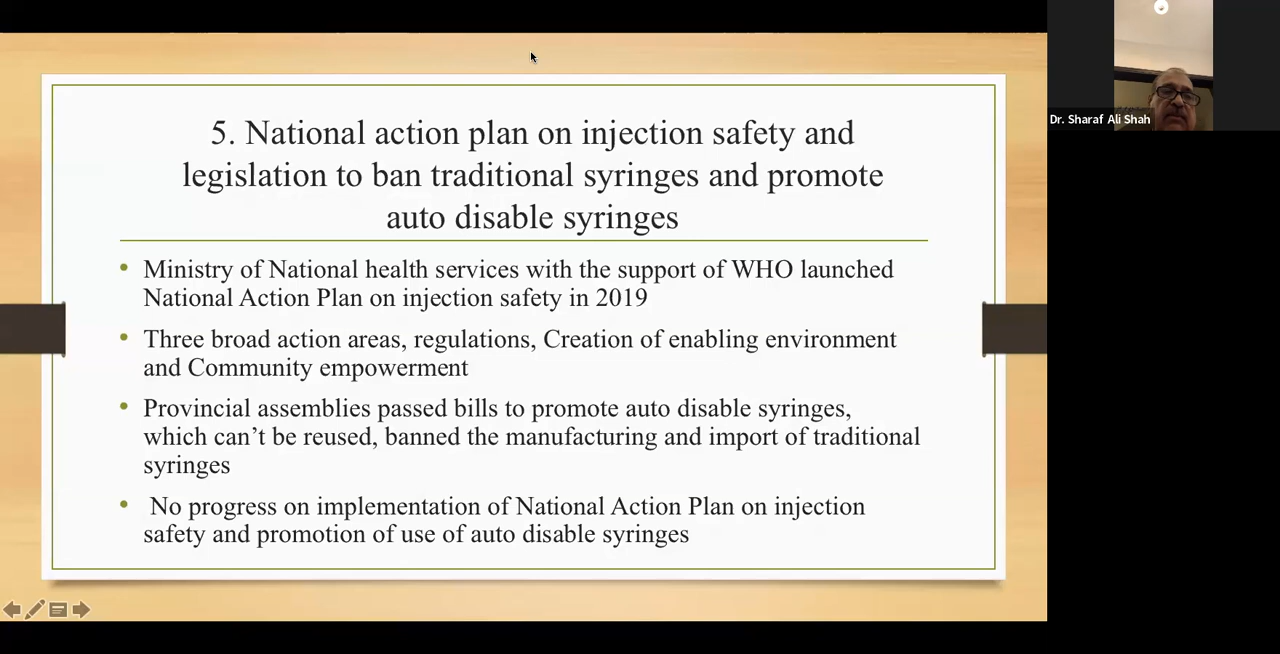 5. National action plan on injection safety and
legislation to ban traditional syringes and promote
auto disable syringes
• Ministry of National health services with the support of WHO launched
National Action Plan on injection safety in 2019
• Three broad action areas, regulations, Creation of enabling environment
and Community empowerment
• Provincial assemblies passed bills to promote auto disable syringes,
which can’t be reused, banned the manufacturing and import of traditional
syringes
• No progress on implementation of National Action Plan on injection
safety and promotion of use of auto disable syringes
Dr. Sharaf Ali Shah